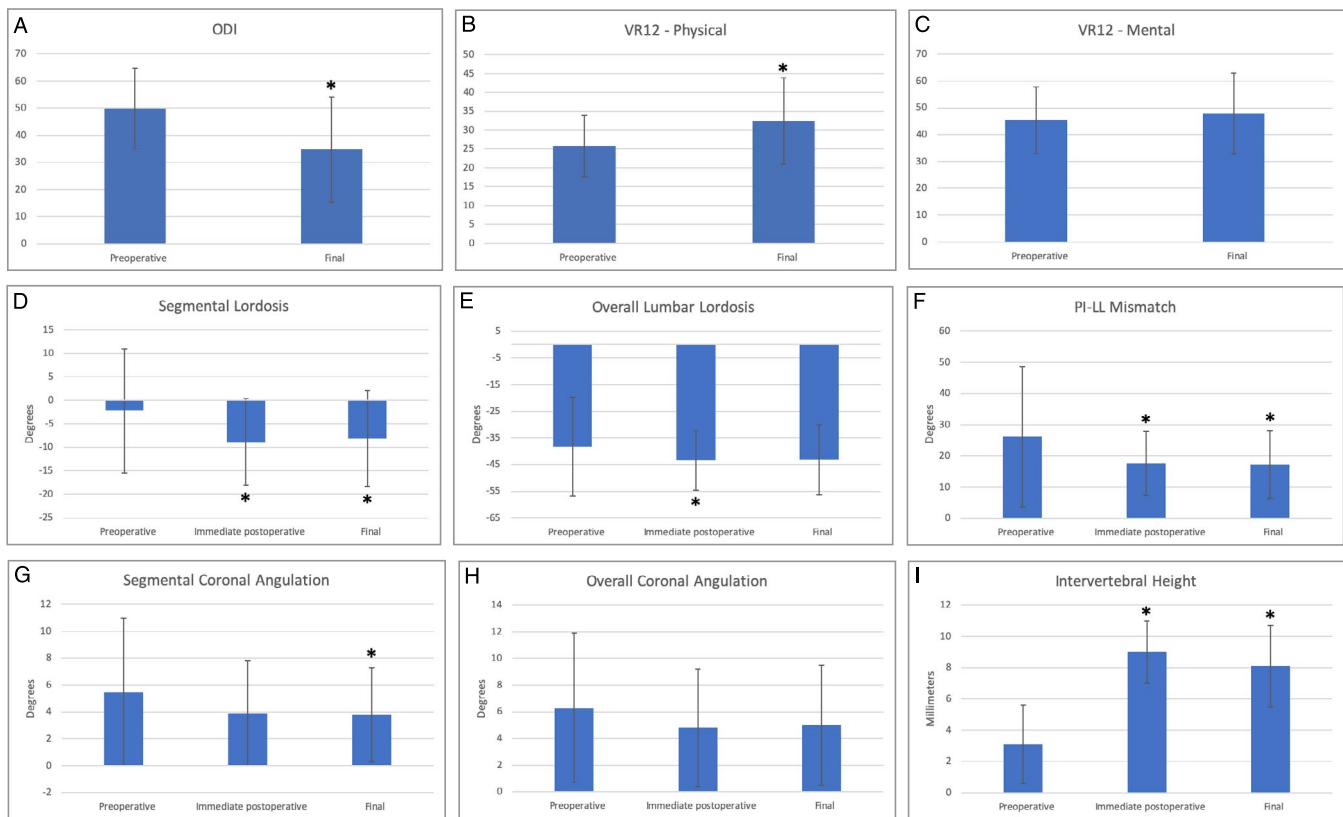 A
ODI
70
60
50
40
30
20
10
0
*
Preoperative
Final
B
VR12 - Physical
50
45
40
35
30
25
20
15
10
5
0
*
Preoperative
Final
C
VR12 - Mental
70
60
50
40
30
20
10
0
Preoperative
Final
D
Segmental Lordosis
Degrees
15
10
5
0
-5
-10
-15
-20
-25
* *
Preoperative Immediate postoperative Final
E
Overall Lumbar Lordosis
Degrees
5
-5
-15
-25
-35
-45
-55
-65
*
Preoperative Immediate postoperative Final
F
PI-LL Mismatch
Degrees
60
50
40
30
20
10
0
* *
Preoperative Immediate postoperative Final
G
Segmental Coronal Angulation
Degrees
12
10
8
6
4
2
0
-2
*
Preoperative Immediate postoperative Final
H
Overall Coronal Angulation
Degrees
14
12
10
8
6
4
2
0
Preoperative Immediate postoperative Final
I
Intervertebral Height
Millimeters
12
10
8
6
4
2
0
* *
Preoperative Immediate postoperative Final